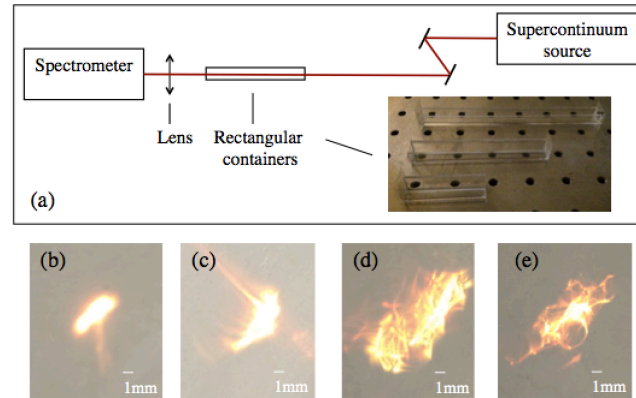 Supercontinuum
source
Spectrometer
Lens
Rectangular
containers
(a)
(b)
(c)
(d)
(e)
1mm
1mm
1mm
1mm